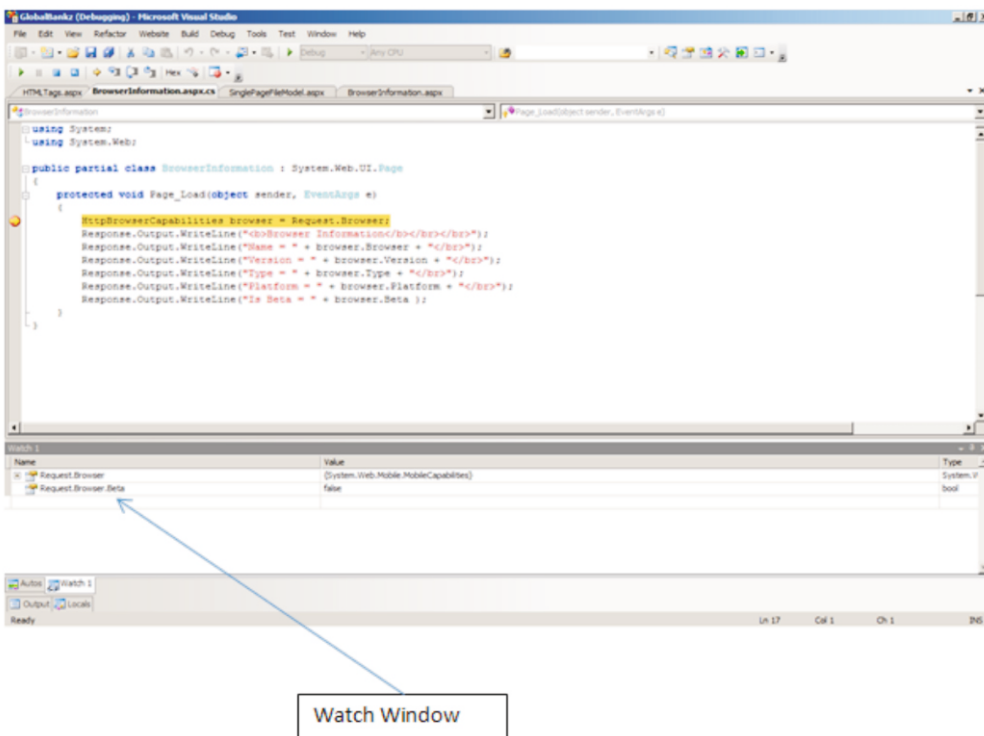 GlobalBankz (Debugging) - Microsoft Visual Studio
File Edit View Refactor Website Build Debug Tools Test Window Help
Debug Any CPU
Hex
HTMLTags.aspx BrowserInformation.aspx.cs SinglePageFileModel.aspx BrowserInformation.aspx
BrowserInformation Page_Load(object sender, EventArgs e)
using System;
using System.Web;
public partial class BrowserInformation : System.Web.UI.Page
{
protected void Page_Load(object sender, EventArgs e)
{
HttpBrowserCapabilities browser = Request.Browser;
Response.Output.WriteLine("<b>Browser Information</b></br></br>");
Response.Output.WriteLine("Name = " + browser.Browser + "</br>");
Response.Output.WriteLine("Version = " + browser.Version + "</br>");
Response.Output.WriteLine("Type = " + browser.Type + "</br>");
Response.Output.WriteLine("Platform = " + browser.Platform + "</br>");
Response.Output.WriteLine("Is Beta = " + browser.Beta );
}
}
Watch 1
Name Value Type
Request.Browser {System.Web.Mobile.MobileCapabilities} System.W
Request.Browser.Beta false bool
Autos Watch 1
Output Locals
Ready Ln 17 Col 1 Ch 1 INS
Watch Window